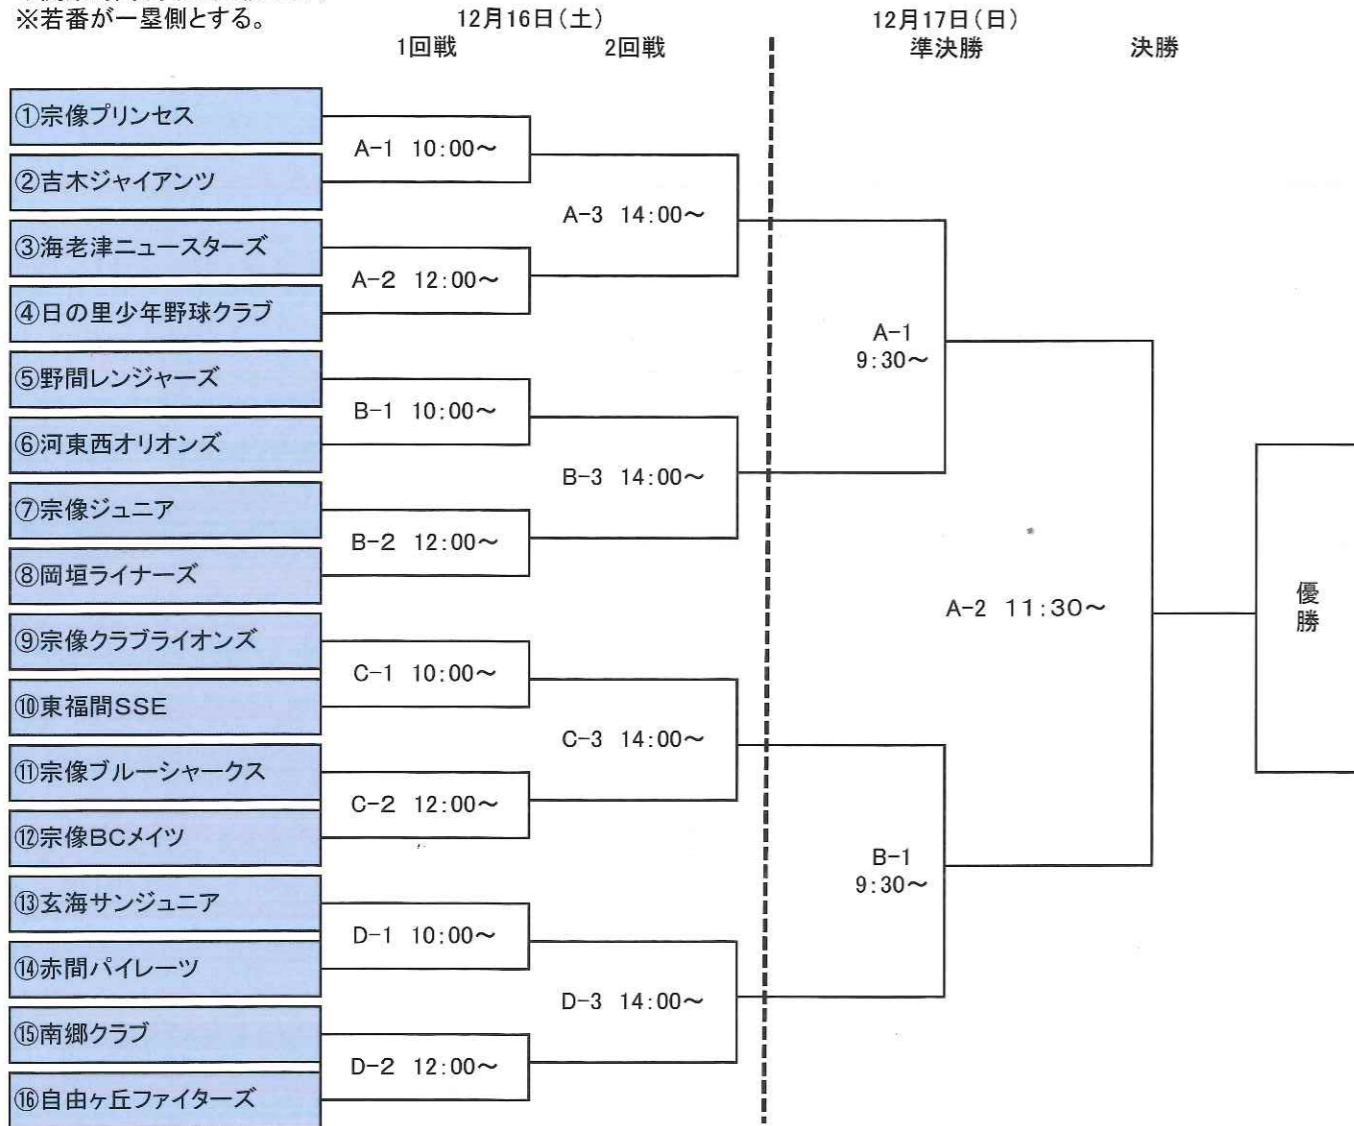 ※若番が一塁側とする。
12月16日(土)
12月17日(日)
1回戦
2回戦
準決勝
決勝
①宗像プリンセス
A-1 10:00～
②吉木ジャイアンツ
A-3 14:00～
③海老津ニュースターズ
A-2 12:00～
④日の里少年野球クラブ
A-1
9:30～
⑤野間レンジャーズ
B-1 10:00～
⑥河東西オリオンズ
B-3 14:00～
⑦宗像ジュニア
B-2 12:00～
⑧岡垣ライナーズ
A-2 11:30～
優勝
⑨宗像クラブライオンズ
C-1 10:00～
⑩東福間SSE
C-3 14:00～
⑪宗像ブルーシャークス
C-2 12:00～
⑫宗像BCメイツ
B-1
9:30～
⑬玄海サンジュニア
D-1 10:00～
⑭赤間パイレーツ
D-3 14:00～
⑮南郷クラブ
D-2 12:00～
⑯自由ヶ丘ファイターズ